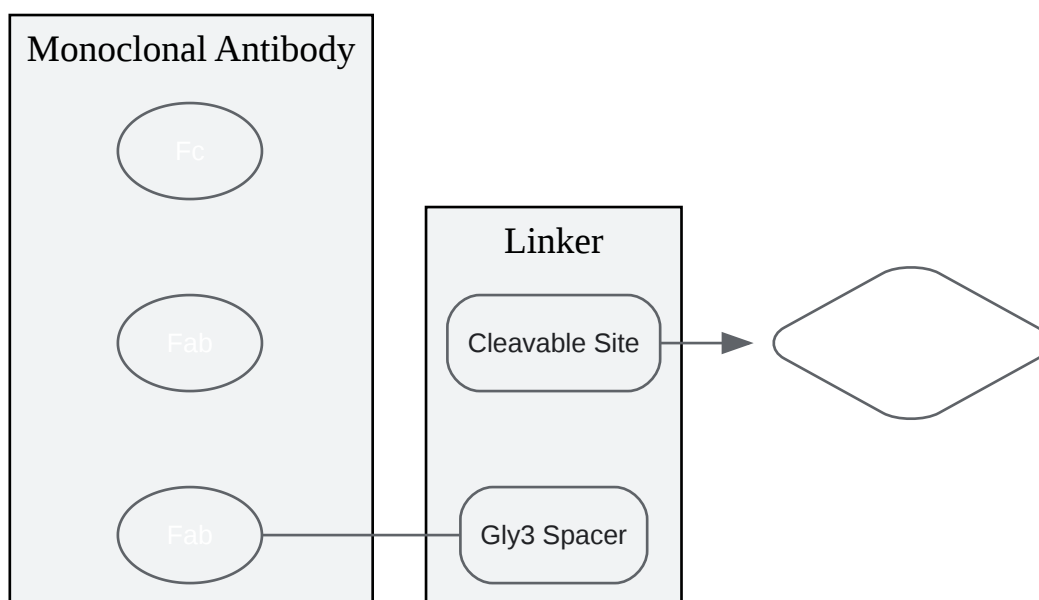 Monoclonal Antibody
Fc
Linker
Fab
Cleavable Site
Fab
Gly3 Spacer